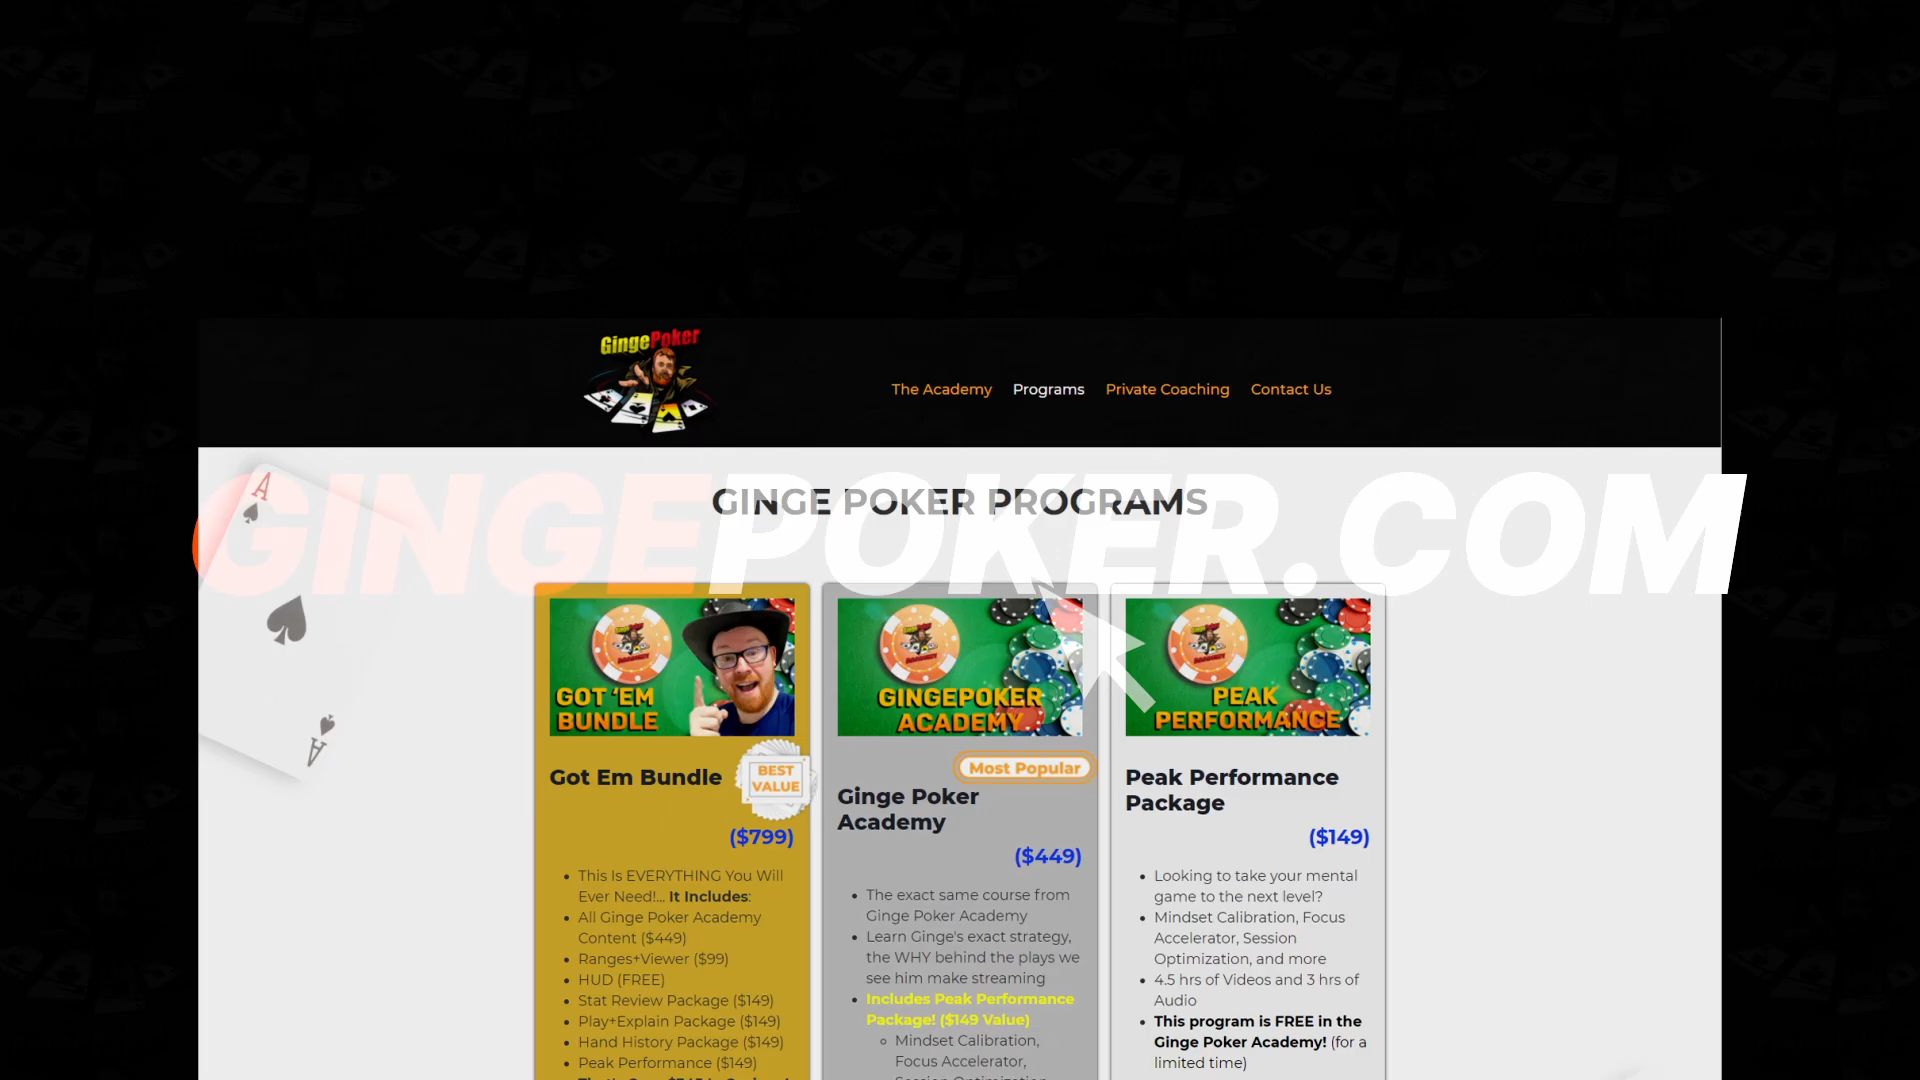 GingePoker
The Academy Programs Private Coaching Contact Us
GINGEPOKER.COM
GINGE POKER PROGRAMS
A
A
GOT 'EM
BUNDLE
GINGEPOKER
ACADEMY
PEAK
PERFORMANCE
Got Em Bundle
BEST
VALUE
($799)
This Is EVERYTHING You Will
Ever Need!... It Includes:
All Ginge Poker Academy
Content ($449)
Ranges+Viewer ($99)
HUD (FREE)
Stat Review Package ($149)
Play+Explain Package ($149)
Hand History Package ($149)
Peak Performance ($149)
Most Popular
Ginge Poker
Academy
($449)
The exact same course from
Ginge Poker Academy
Learn Ginge's exact strategy,
the WHY behind the plays we
see him make streaming
Includes Peak Performance
Package! ($149 Value)
Mindset Calibration,
Focus Accelerator,
Peak Performance
Package
($149)
Looking to take your mental
game to the next level?
Mindset Calibration, Focus
Accelerator, Session
Optimization, and more
4.5 hrs of Videos and 3 hrs of
Audio
This program is FREE in the
Ginge Poker Academy! (for a
limited time)